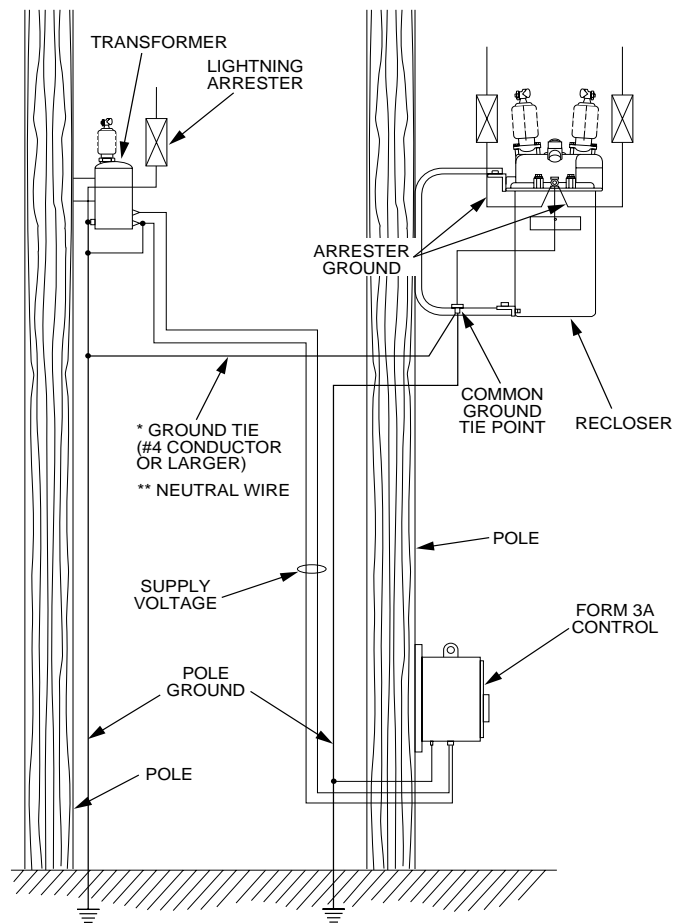 TRANSFORMER
LIGHTNING
ARRESTER
ARRESTER
GROUND
COMMON
GROUND
TIE POINT
RECLOSER
* GROUND TIE
(#4 CONDUCTOR
OR LARGER)
** NEUTRAL WIRE
POLE
SUPPLY
VOLTAGE
FORM 3A
CONTROL
POLE
GROUND
POLE